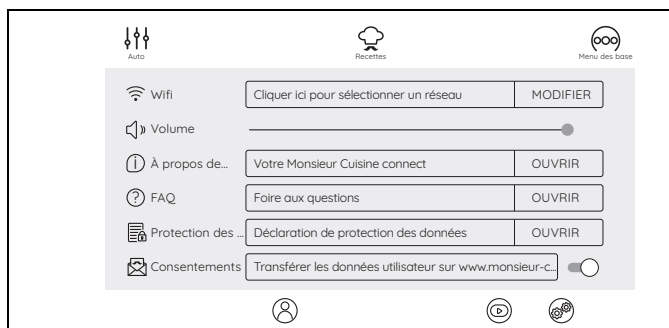 Auto Recettes Menu des base
Wifi Cliquer ici pour sélectionner un réseau MODIFIER
Volume
À propos de... Votre Monsieur Cuisine connect OUVRIR
FAQ Foire aux questions OUVRIR
Protection des ... Déclaration de protection des données OUVRIR
Consentements Transférer les données utilisateur sur www.monsieur-c...